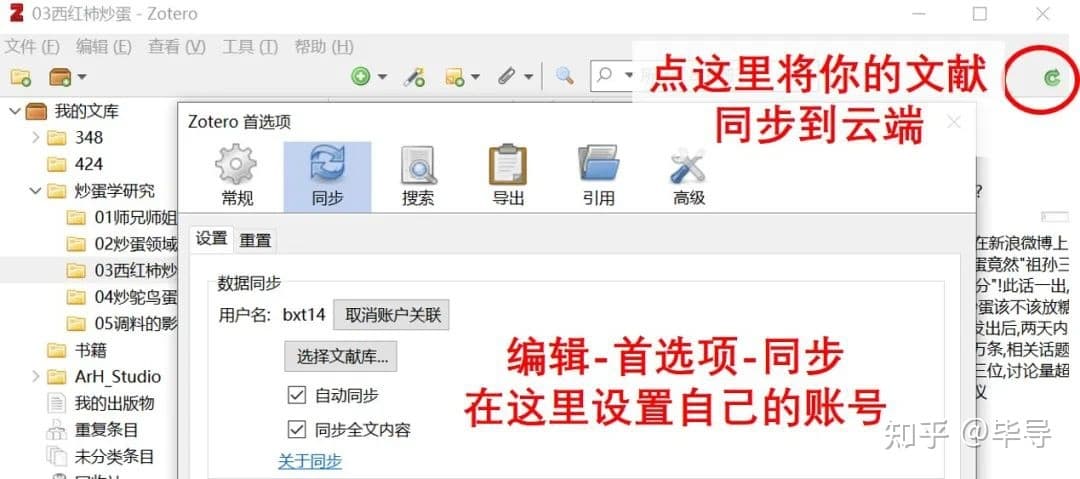 03西红柿炒蛋 - Zotero
文件 (F) 编辑 (E) 查看 (V) 工具 (T) 帮助 (H)
点这里将你的文献
同步到云端
我的文库
348
424
炒蛋学研究
01师兄师姐
02炒蛋领域
03西红柿炒
04炒鸵鸟蛋
05调料的影
书籍
ArH_Studio
我的出版物
重复条目
未分类条目
Zotero 首选项
常规 同步 搜索 导出 引用 高级
设置 重置
数据同步
用户名: bxt14 取消账户关联
选择文献库...
自动同步
同步全文内容
关于同步
编辑-首选项-同步
在这里设置自己的账号
?
在新浪微博上
蛋竟然"祖孙三
分"!此话一出,
蛋该不该放糖
发出后,两天内
万条,相关话题
三位,讨论量超
议
知乎 @毕导